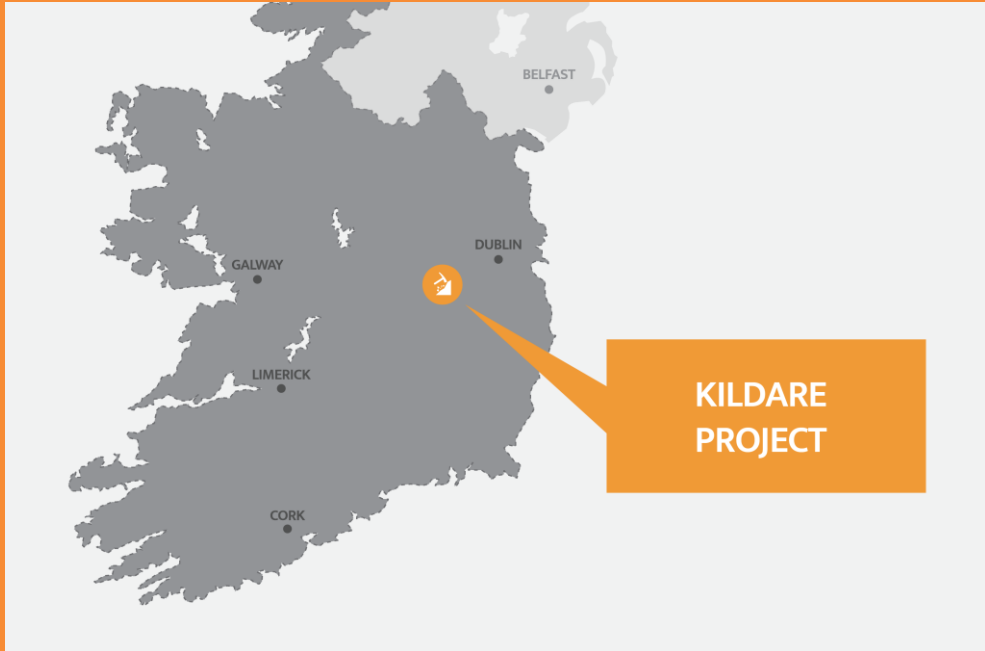 BELFAST
DUBLIN
GALWAY
LIMERICK
KILDARE
PROJECT
CORK